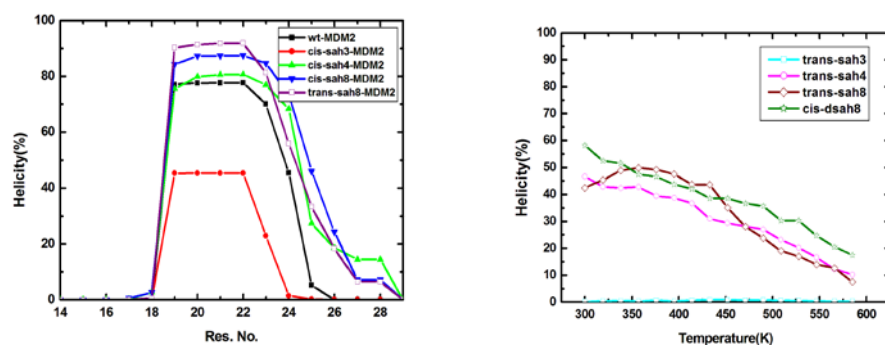 100
80
60
40
20
0
Helicity(%)
14 16 18 20 22 24 26 28
Res. No.
wt-MDM2
cis-sah3-MDM2
cis-sah4-MDM2
cis-sah8-MDM2
trans-sah8-MDM2
100
90
80
70
60
50
40
30
20
10
0
Helicity(%)
300 350 400 450 500 550 600
Temperature(K)
trans-sah3
trans-sah4
trans-sah8
cis-dsah8